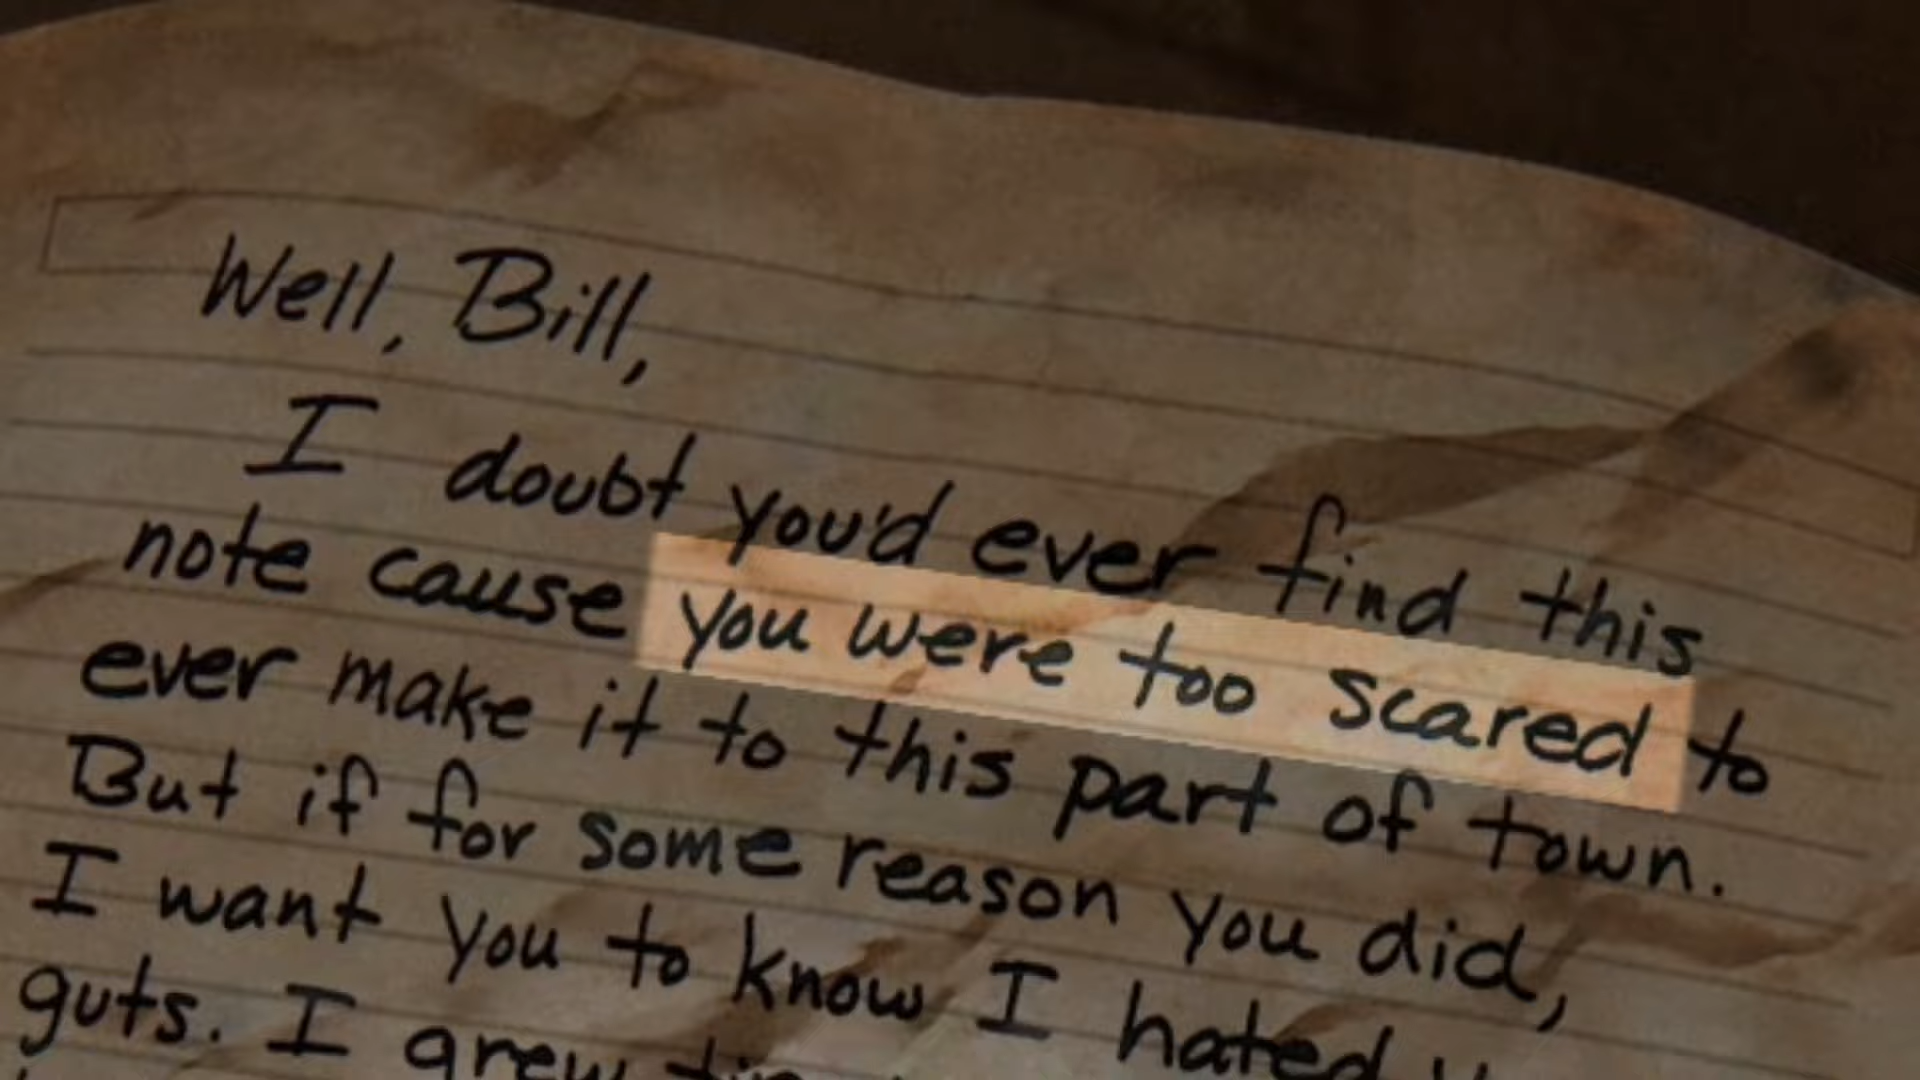 Well, Bill,
I doubt you'd ever find this
note cause you were too scared to
ever make it to this part of town.
But if for some reason you did,
I want you to know I hated
guts. I grew